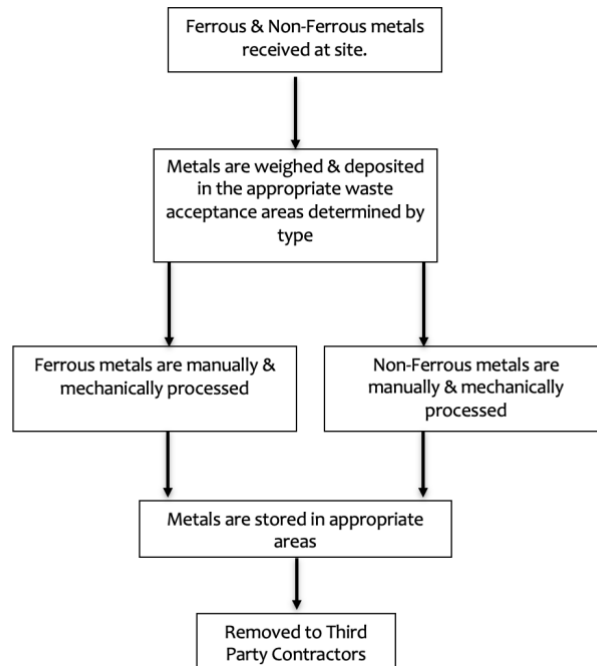 Ferrous & Non-Ferrous metals
received at site.
Metals are weighed & deposited
in the appropriate waste
acceptance areas determined by
type
Ferrous metals are manually &
mechanically processed
Non-Ferrous metals are
manually & mechanically
processed
Metals are stored in appropriate
areas
Removed to Third
Party Contractors